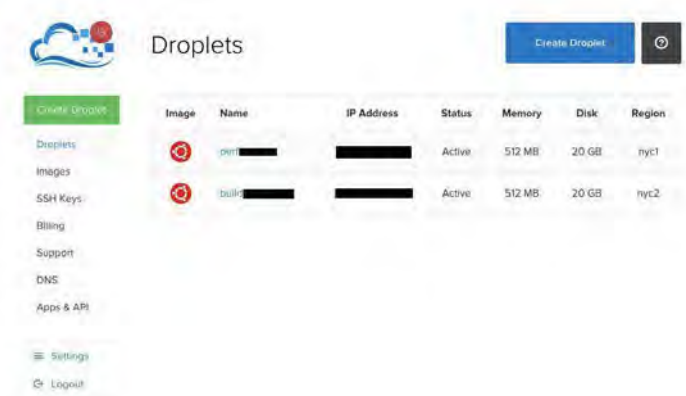 Droplets
Create Droplet
Create Droplet
Droplets
Images
SSH Keys
Billing
Support
DNS
Apps & API
Settings
Logout
Image Name IP Address Status Memory Disk Region
Active 512 MB 20 GB nyc1
build Active 512 MB 20 GB nyc2